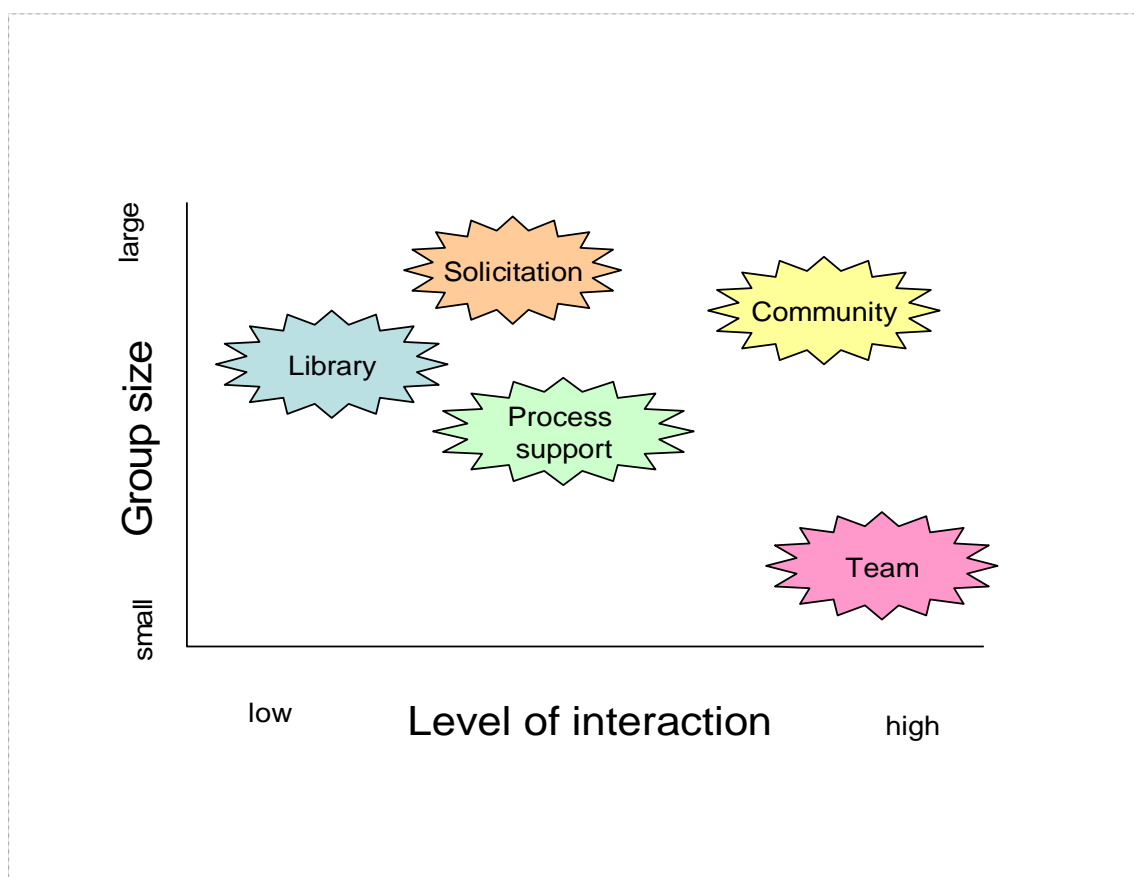 large
Solicitation
Community
Library
Group size
Process
support
Team
small
low
Level of interaction
high